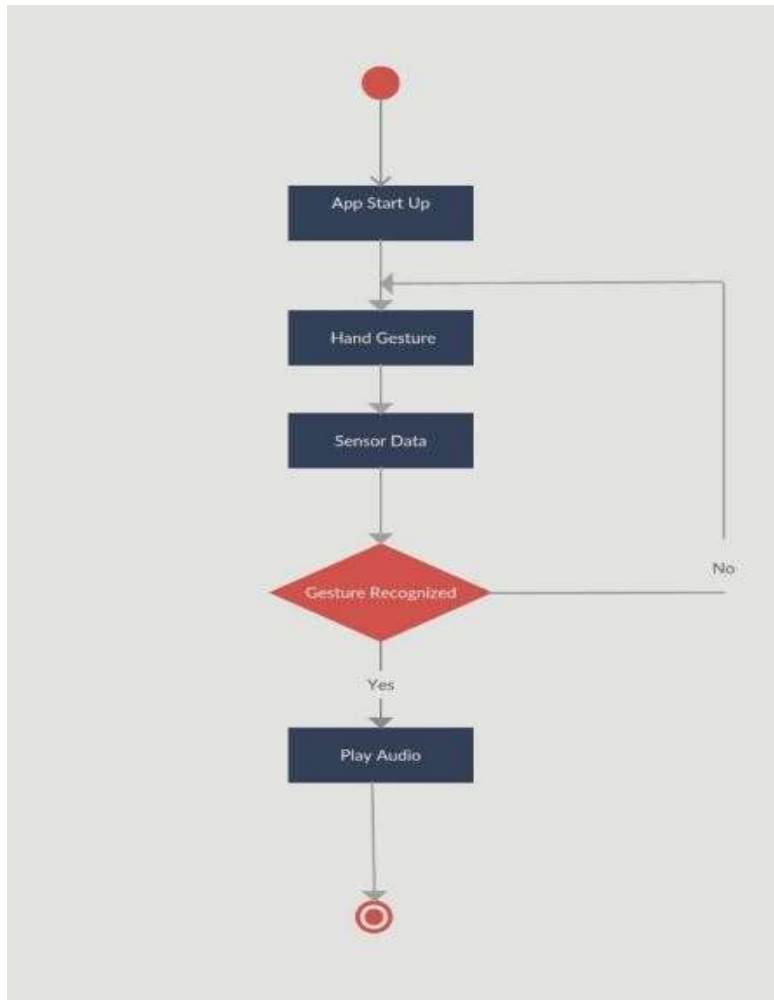 App Start Up
Hand Gesture
Sensor Data
No
Gesture Recognized
Yes
Play Audio